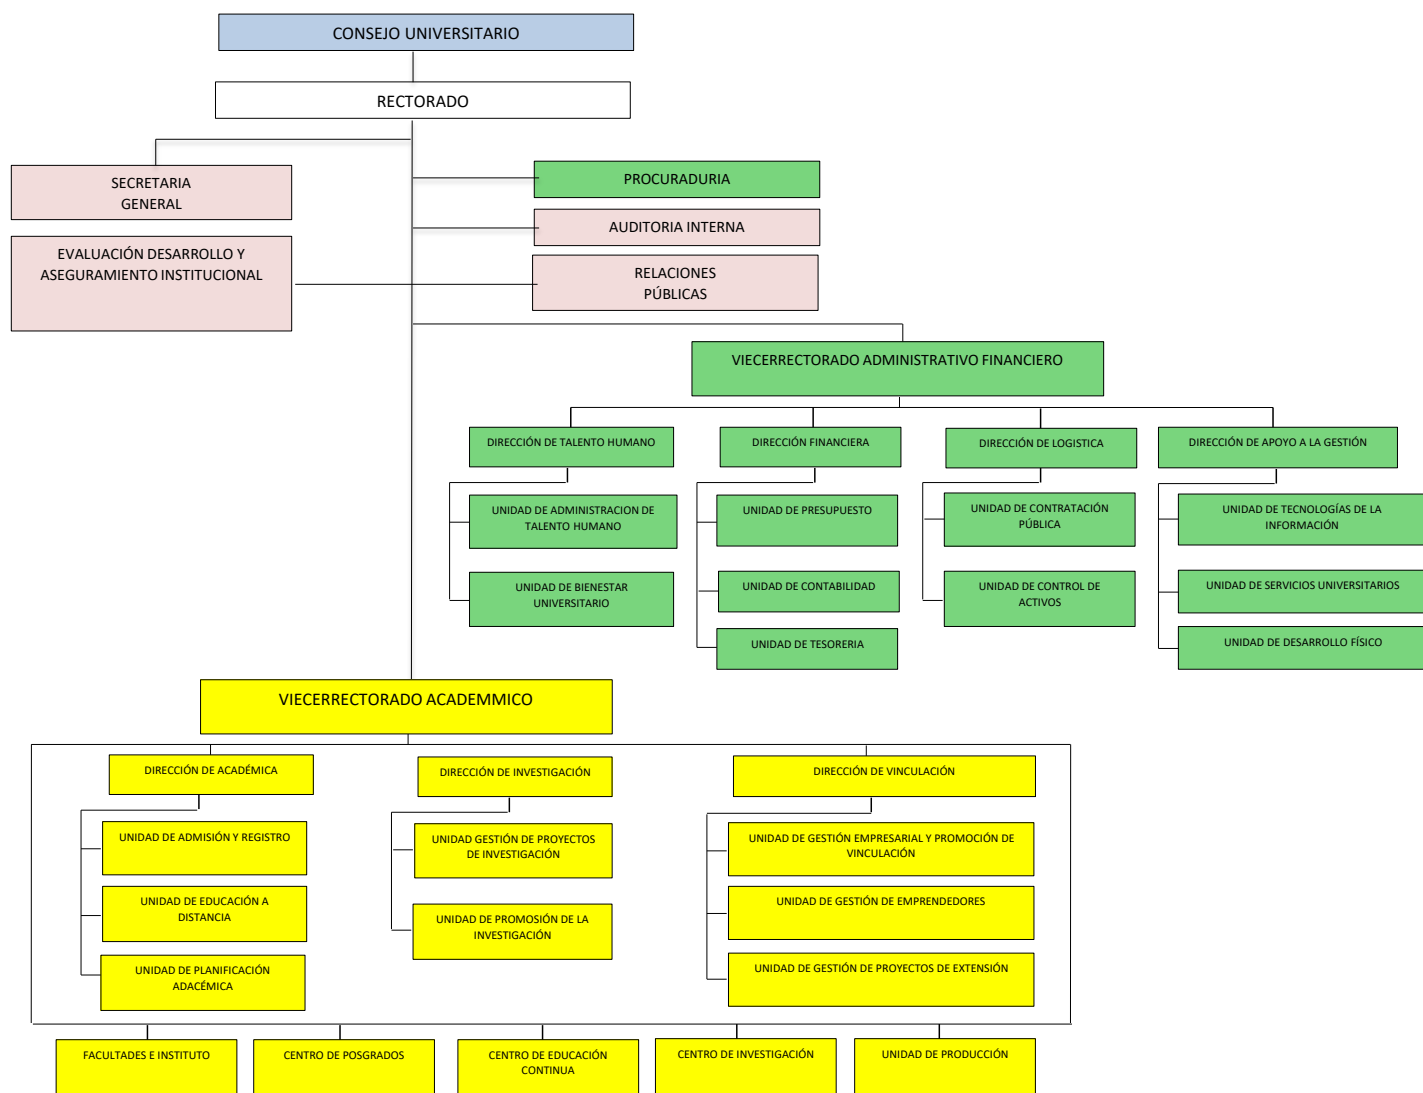 CONSEJO UNIVERSITARIO
RECTORADO
SECRETARIA
GENERAL
PROCURADURIA
AUDITORIA INTERNA
EVALUACIÓN DESARROLLO Y
ASEGURAMIENTO INSTITUCIONAL
RELACIONES
PÚBLICAS
VIECERRECTORADO ADMINISTRATIVO FINANCIERO
DIRECCIÓN DE TALENTO HUMANO
DIRECCIÓN FINANCIERA
DIRECCIÓN DE LOGISTICA
DIRECCIÓN DE APOYO A LA GESTIÓN
UNIDAD DE ADMINISTRACION DE
TALENTO HUMANO
UNIDAD DE PRESUPUESTO
UNIDAD DE CONTRATACIÓN
PÚBLICA
UNIDAD DE TECNOLOGÍAS DE LA
INFORMACIÓN
UNIDAD DE BIENESTAR
UNIVERSITARIO
UNIDAD DE CONTABILIDAD
UNIDAD DE CONTROL DE
ACTIVOS
UNIDAD DE SERVICIOS UNIVERSITARIOS
UNIDAD DE TESORERIA
UNIDAD DE DESARROLLO FÍSICO
VIECERRECTORADO ACADEMMICO
DIRECCIÓN DE ACADÉMICA
DIRECCIÓN DE INVESTIGACIÓN
DIRECCIÓN DE VINCULACIÓN
UNIDAD DE ADMISIÓN Y REGISTRO
UNIDAD GESTIÓN DE PROYECTOS
DE INVESTIGACIÓN
UNIDAD DE GESTIÓN EMPRESARIAL Y PROMOCIÓN DE
VINCULACIÓN
UNIDAD DE EDUCACIÓN A
DISTANCIA
UNIDAD DE PROMOSIÓN DE LA
INVESTIGACIÓN
UNIDAD DE GESTIÓN DE EMPRENDEDORES
UNIDAD DE PLANIFICACIÓN
ADACÉMICA
UNIDAD DE GESTIÓN DE PROYECTOS DE EXTENSIÓN
FACULTADES E INSTITUTO
CENTRO DE POSGRADOS
CENTRO DE EDUCACIÓN
CONTINUA
CENTRO DE INVESTIGACIÓN
UNIDAD DE PRODUCCIÓN